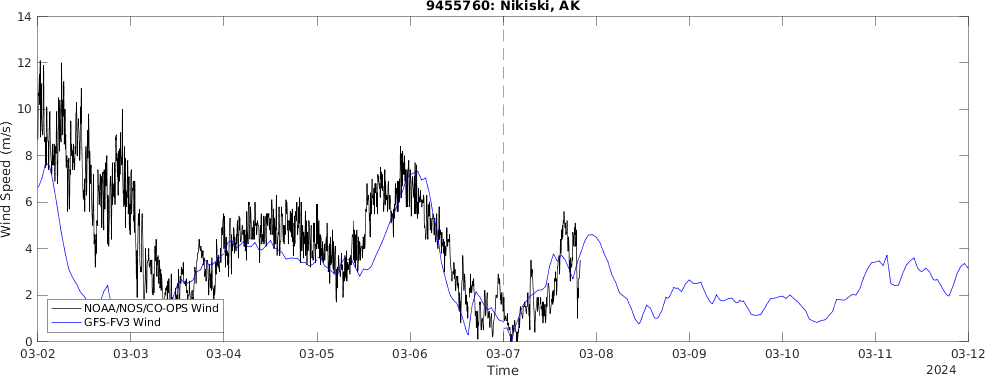 9455760: Nikiski, AK
14
12
10
8
6
4
2
0
Wind Speed (m/s)
NOAA/NOS/CO-OPS Wind
GFS-FV3 Wind
03-02 03-03 03-04 03-05 03-06 03-07 03-08 03-09 03-10 03-11 03-12
Time
2024